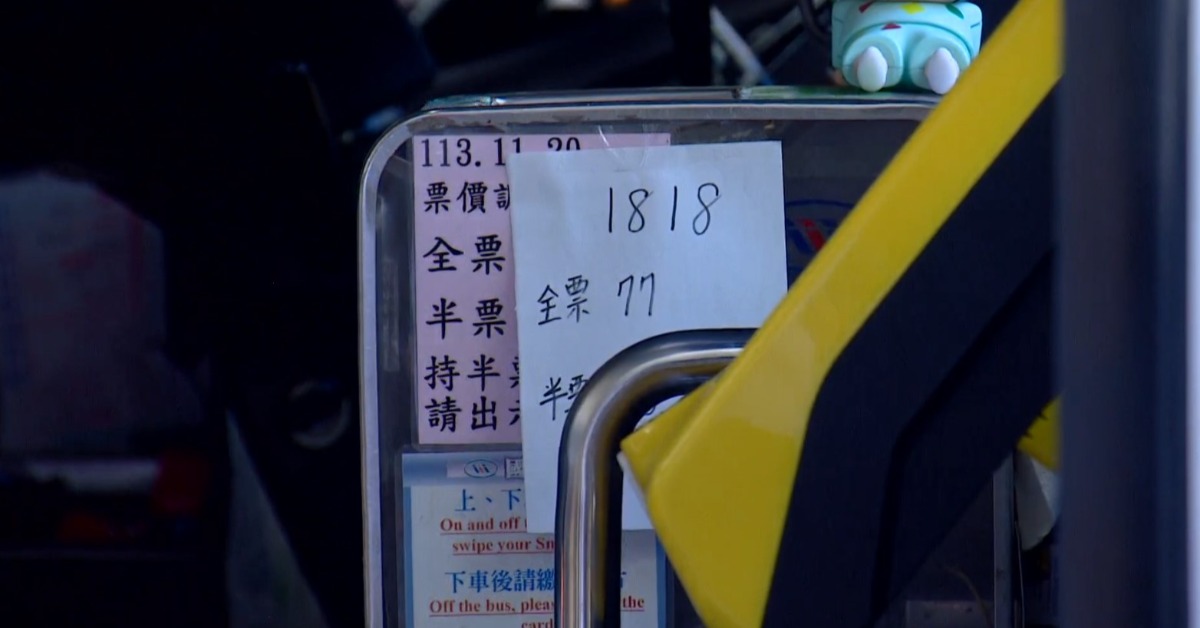 113.11.20
票價
全票
半票
持半
請出
1818
全票 77
半票
上、下
On and off
swipe your
下車後請繳
Off the bus, the
card